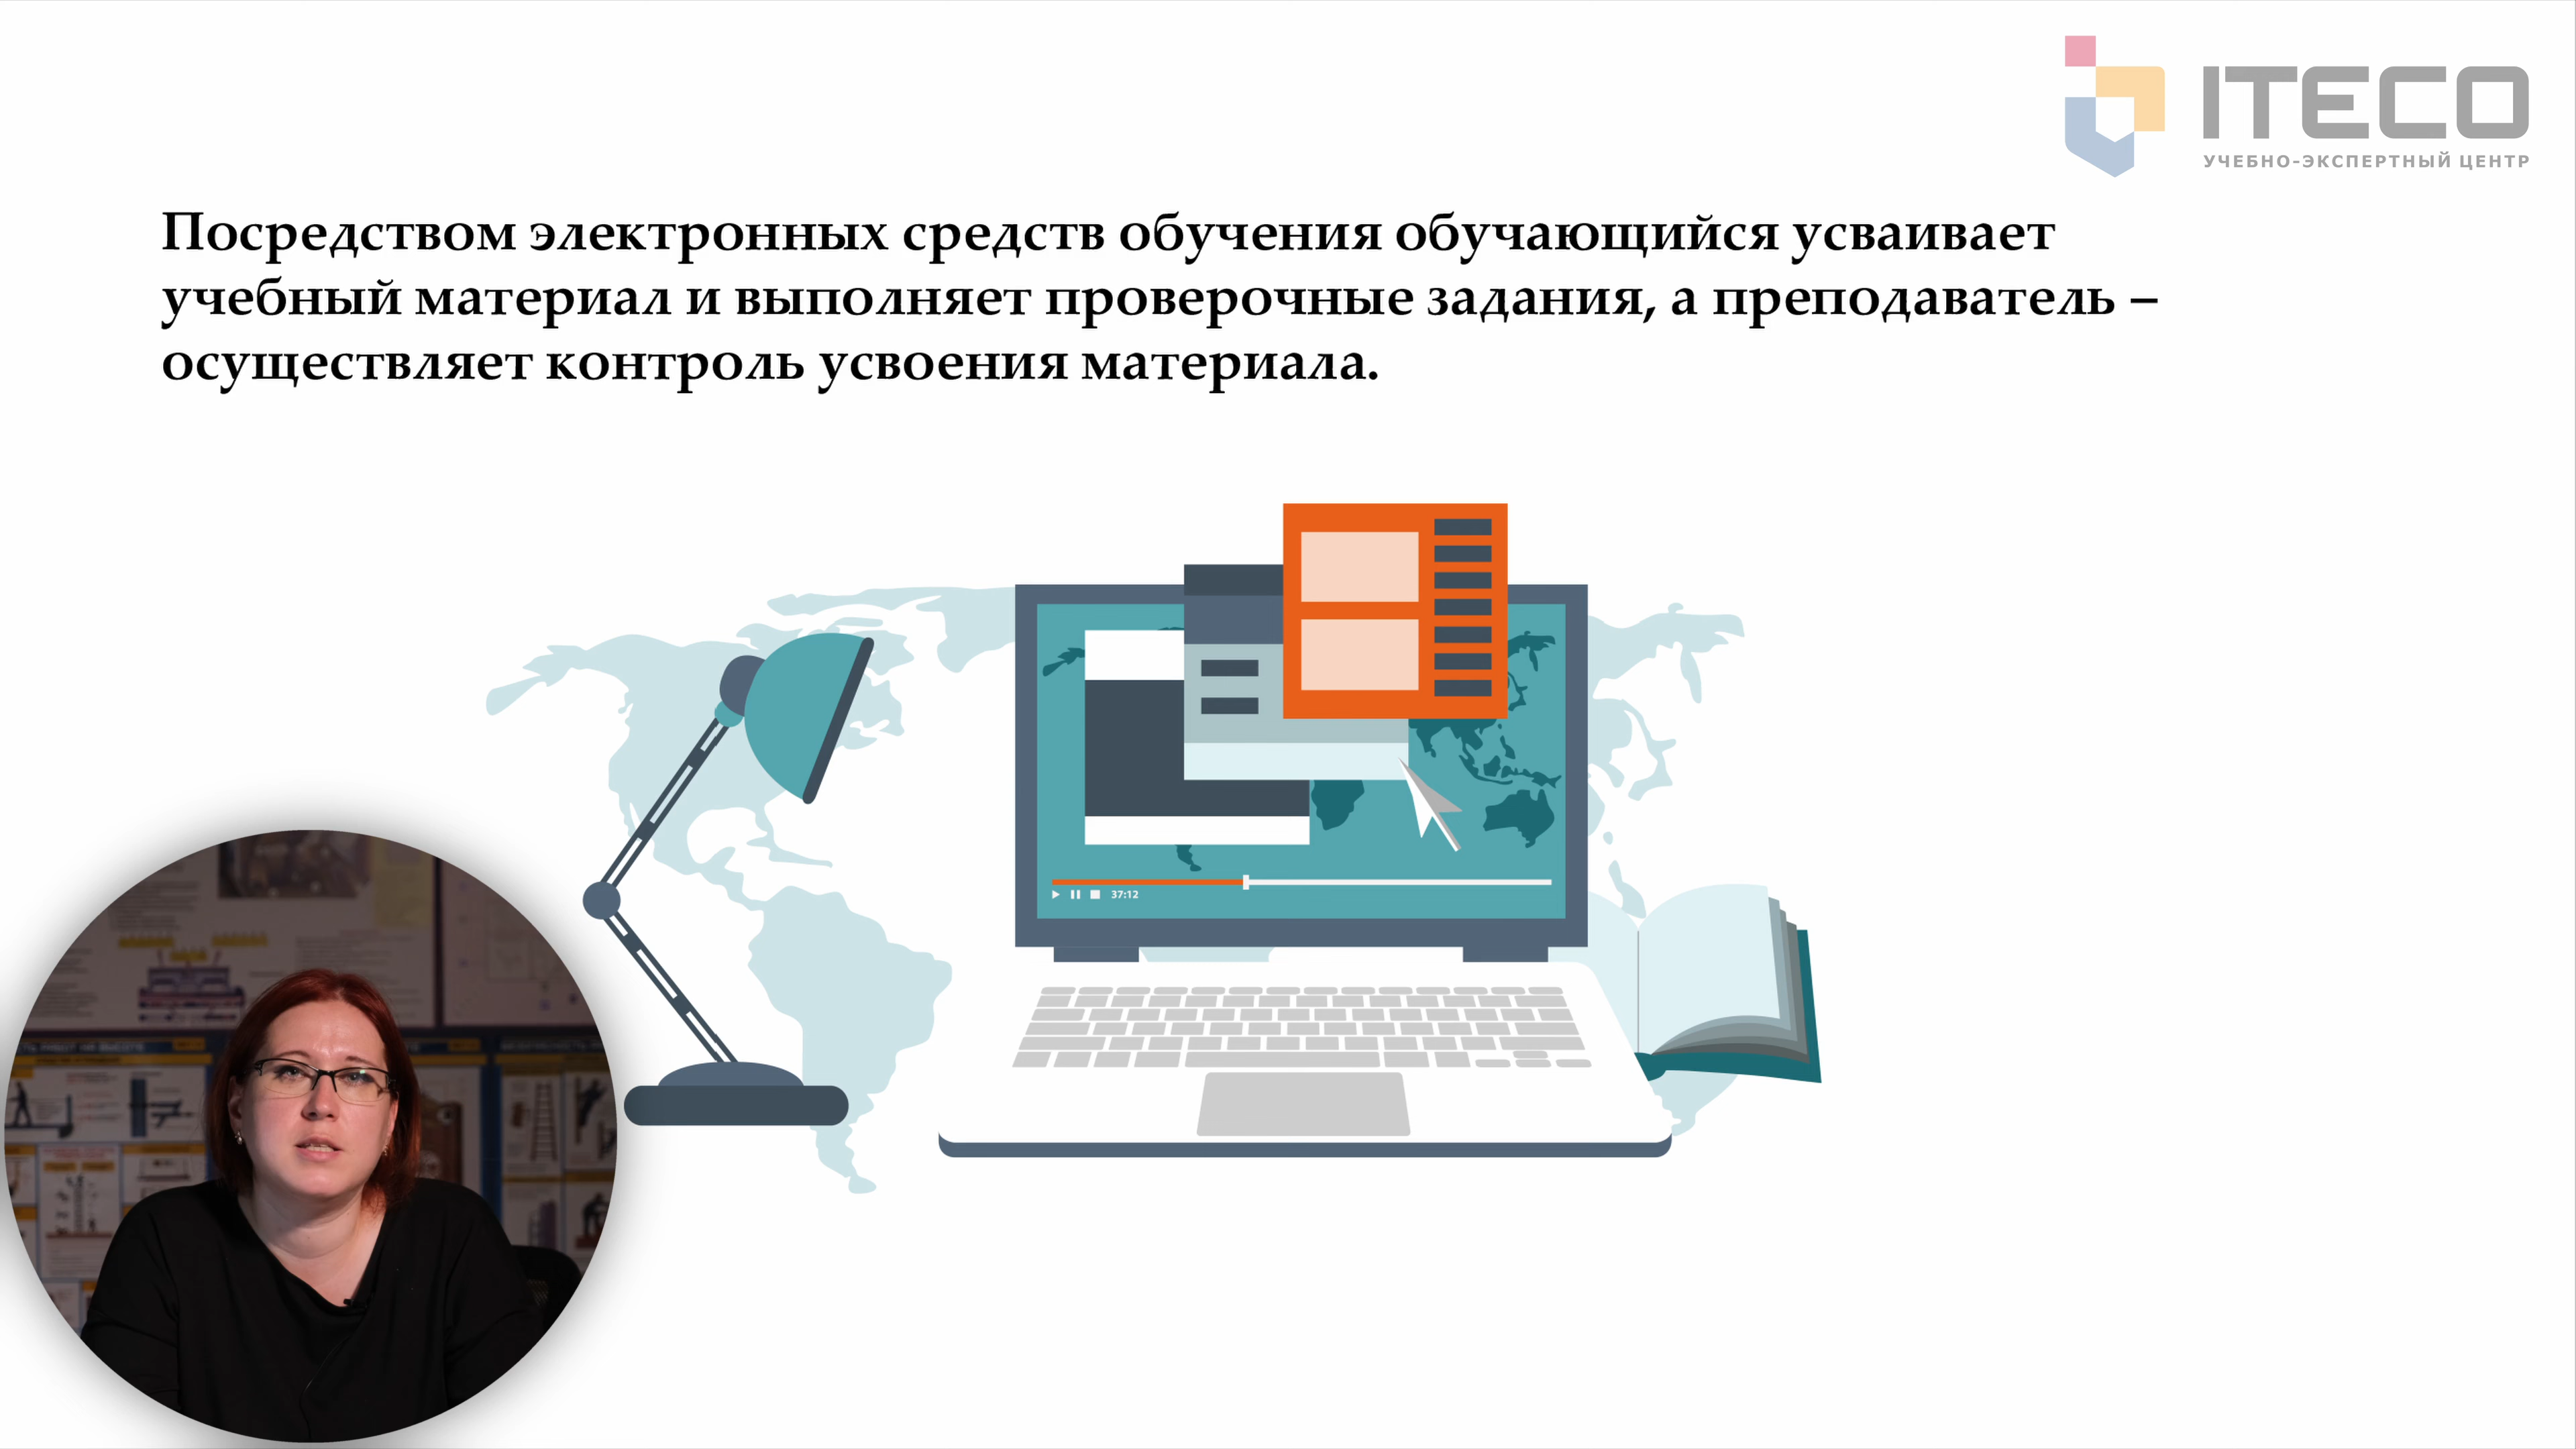 ITECO
УЧЕБНО-ЭКСПЕРТНЫЙ ЦЕНТР
Посредством электронных средств обучения обучающийся усваивает
учебный материал и выполняет проверочные задания, а преподаватель –
осуществляет контроль усвоения материала.
37:12